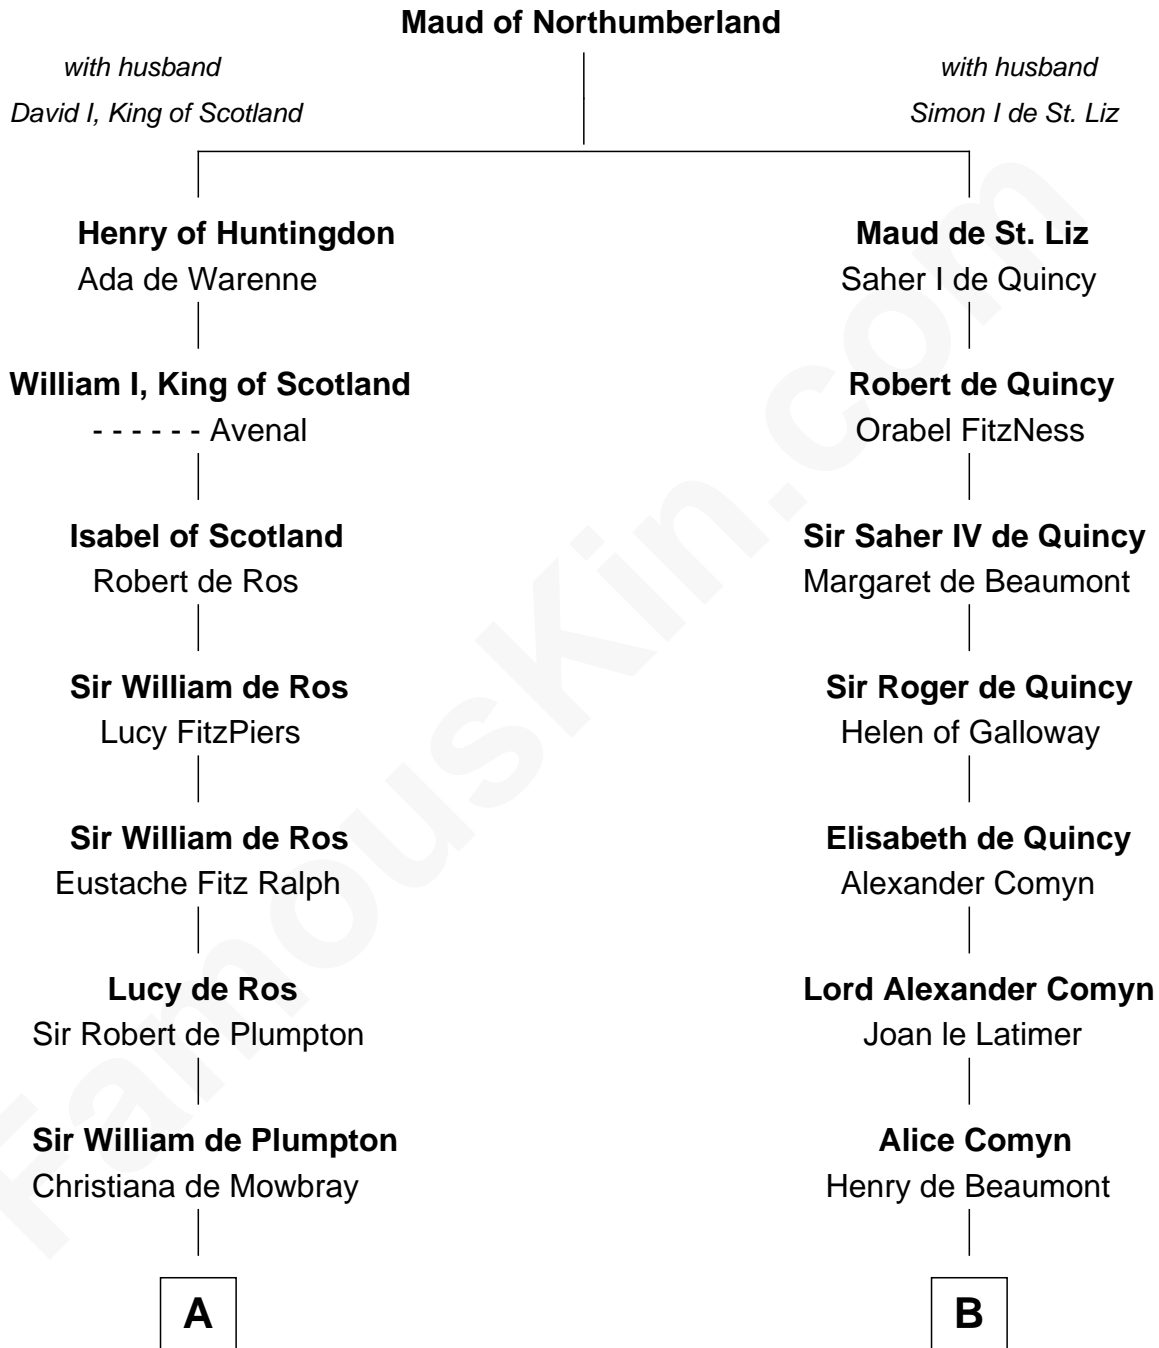 Maud of Northumberland
with husband
David I, King of Scotland
with husband
Simon I de St. Liz
Henry of Huntingdon
Ada de Warenne
Maud de St. Liz
Saher I de Quincy
William I, King of Scotland
- - - - - - Avenal
Robert de Quincy
Orabel FitzNess
Isabel of Scotland
Robert de Ros
Sir Saher IV de Quincy
Margaret de Beaumont
Sir William de Ros
Lucy FitzPiers
Sir Roger de Quincy
Helen of Galloway
Sir William de Ros
Eustache Fitz Ralph
Elisabeth de Quincy
Alexander Comyn
Lucy de Ros
Sir Robert de Plumpton
Lord Alexander Comyn
Joan le Latimer
Sir William de Plumpton
Christiana de Mowbray
Alice Comyn
Henry de Beaumont
A
B
FamousKin.com